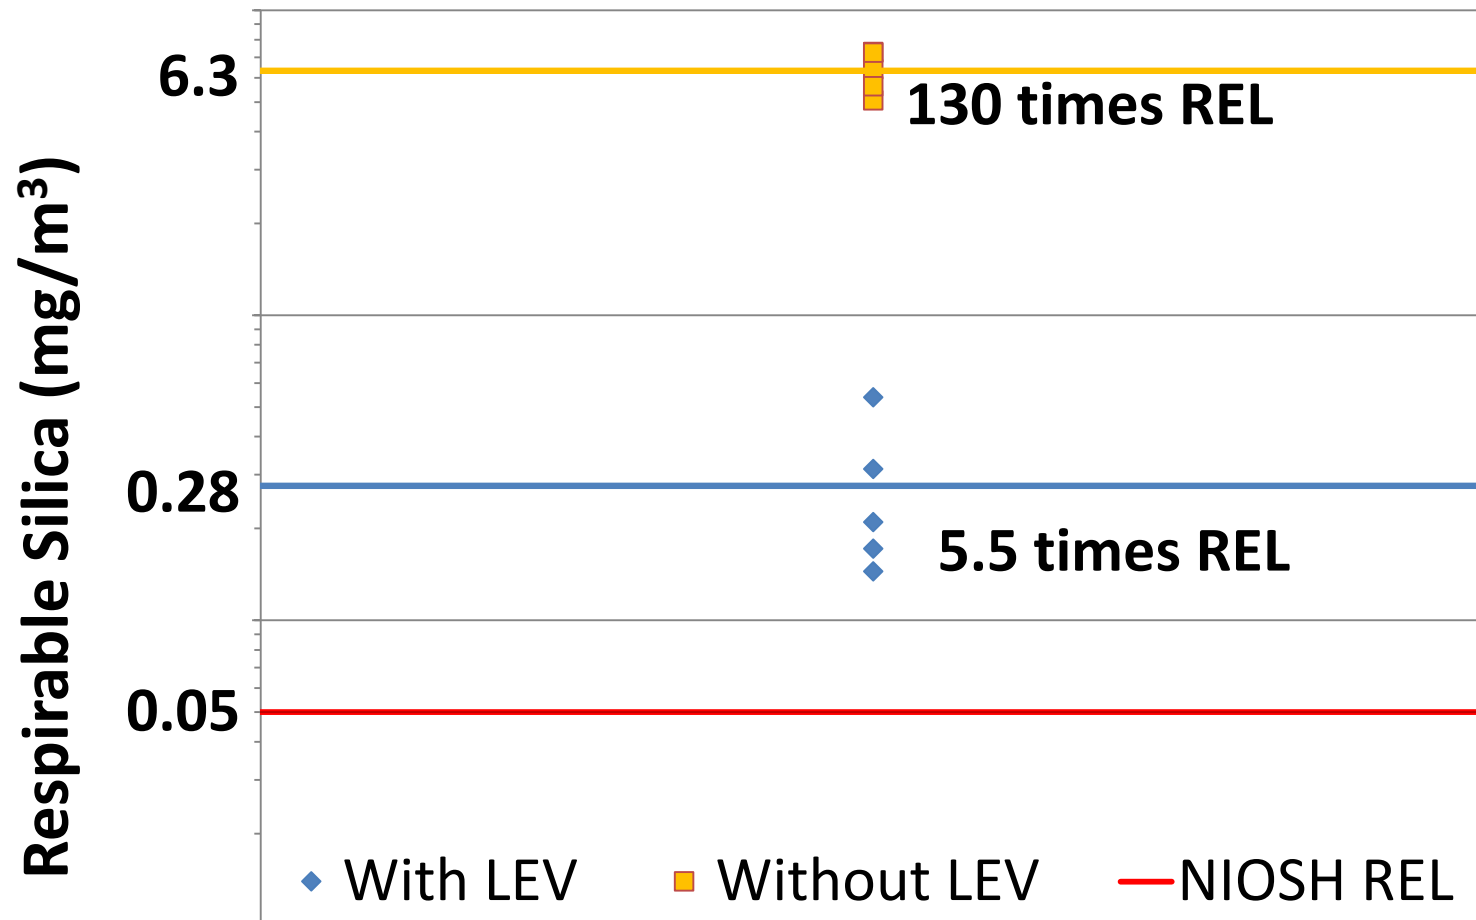 Respirable Silica (mg/m³)
6.3
130 times REL
0.28
5.5 times REL
0.05
With LEV
Without LEV
NIOSH REL